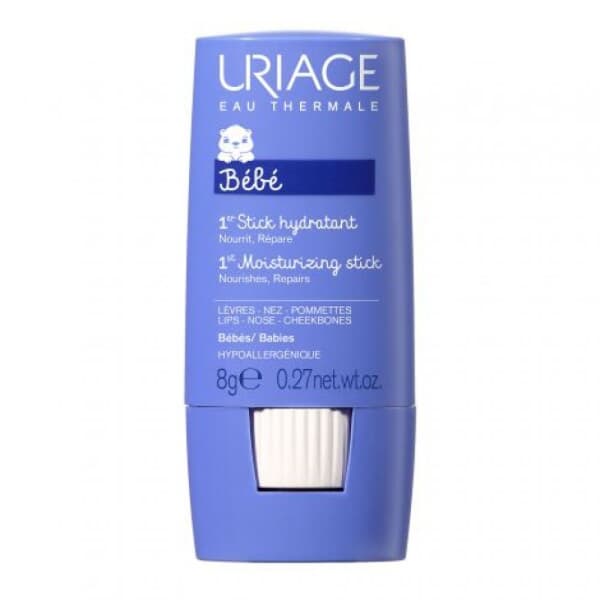 URIAGE
EAU THERMALE
Bébé
1er Stick hydratant
Nourrit, Répare
1st Moisturizing stick
Nourishes, Repairs
LÈVRES - NEZ - POMMETTES
LIPS - NOSE - CHEEKBONES
Bébés/ Babies
HYPOALLERGÉNIQUE
8g℮ 0.27net.wt.oz.